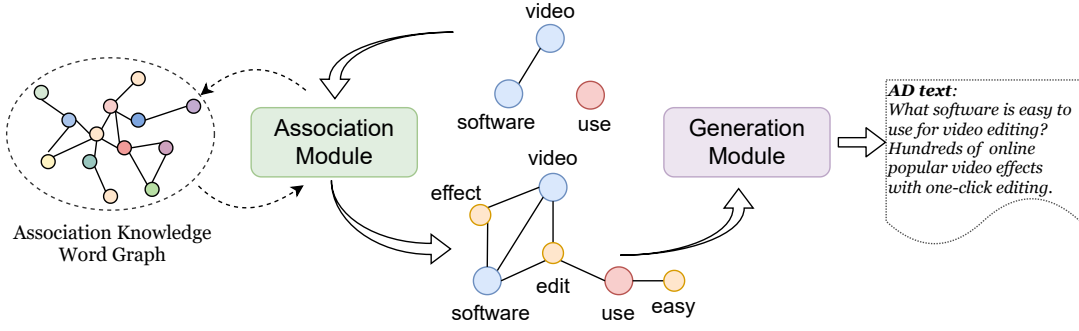 Association Knowledge
Word Graph
Association
Module
video
software
use
video
effect
software
edit
use
easy
Generation
Module
AD text:
What software is easy to
use for video editing?
Hundreds of online
popular video effects
with one-click editing.